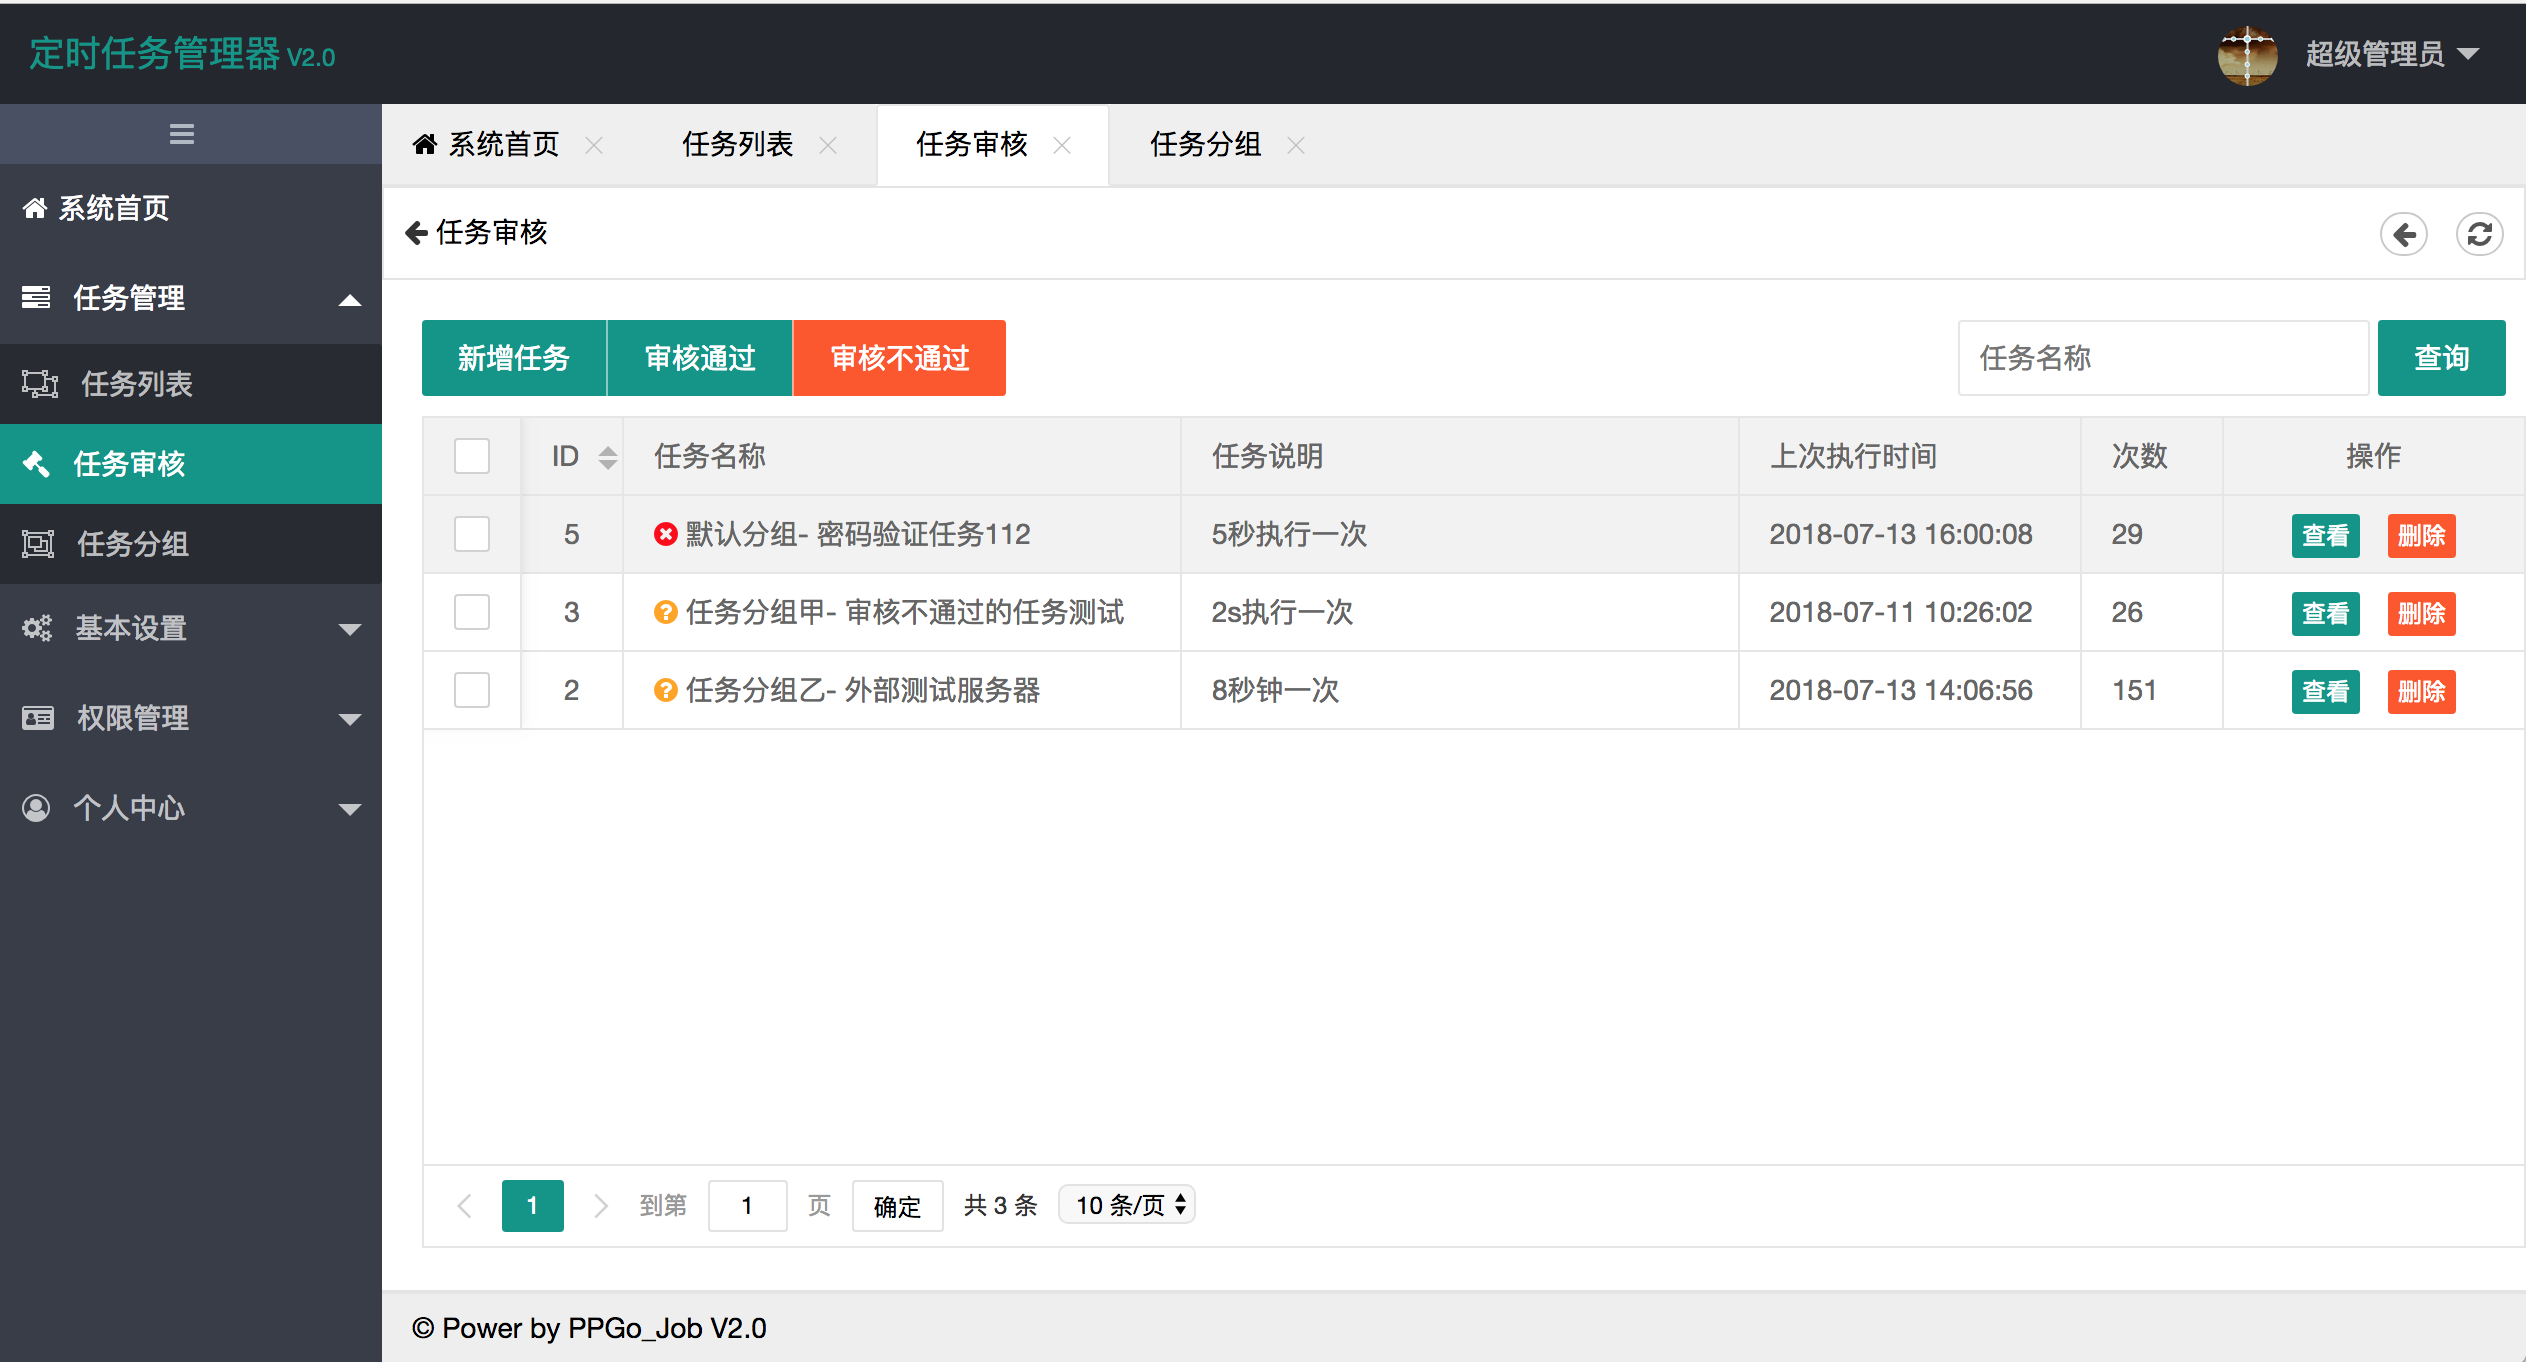 定时任务管理器 V2.0
超级管理员
系统首页
任务管理
任务列表
任务审核
任务分组
基本设置
权限管理
个人中心
系统首页 任务列表 任务审核 任务分组
任务审核
新增任务 审核通过 审核不通过 任务名称 查询
ID 任务名称 任务说明 上次执行时间 次数 操作
5 默认分组- 密码验证任务112 5秒执行一次 2018-07-13 16:00:08 29 查看 删除
3 任务分组甲- 审核不通过的任务测试 2s执行一次 2018-07-11 10:26:02 26 查看 删除
2 任务分组乙- 外部测试服务器 8秒钟一次 2018-07-13 14:06:56 151 查看 删除
1 到第 1 页 确定 共 3 条 10 条/页
© Power by PPGo_Job V2.0